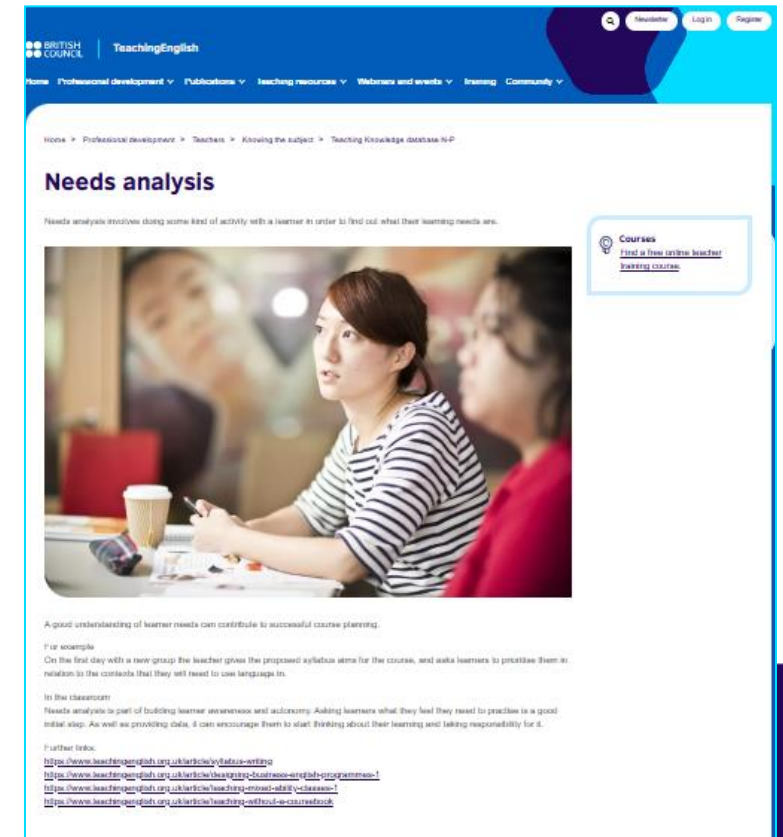 Newsletter Log in Register
BRITISH COUNCIL TeachingEnglish
Home Professional development Publications Teaching resources Webinars and events Training Community
Home > Professional development > Teachers > Knowing the subject > Teaching Knowledge database N-P
Needs analysis
Needs analysis involves doing some kind of activity with a learner in order to find out what their learning needs are.
Courses
Find a free online teacher
training course.
A good understanding of learner needs can contribute to successful course planning.
For example
On the first day with a new group the teacher gives the proposed syllabus aims for the course, and asks learners to prioritise them in
relation to the contexts that they will need to use language in.
In the classroom
Needs analysis is part of building learner awareness and autonomy. Asking learners what they feel they need to practise is a good
initial step. As well as providing data, it can encourage them to start thinking about their learning and taking responsibility for it.
Further links:
https://www.teachingenglish.org.uk/article/syllabus-writing
https://www.teachingenglish.org.uk/article/designing-business-english-programmes-1
https://www.teachingenglish.org.uk/article/teaching-mixed-ability-classes-1
https://www.teachingenglish.org.uk/article/teaching-without-a-coursebook